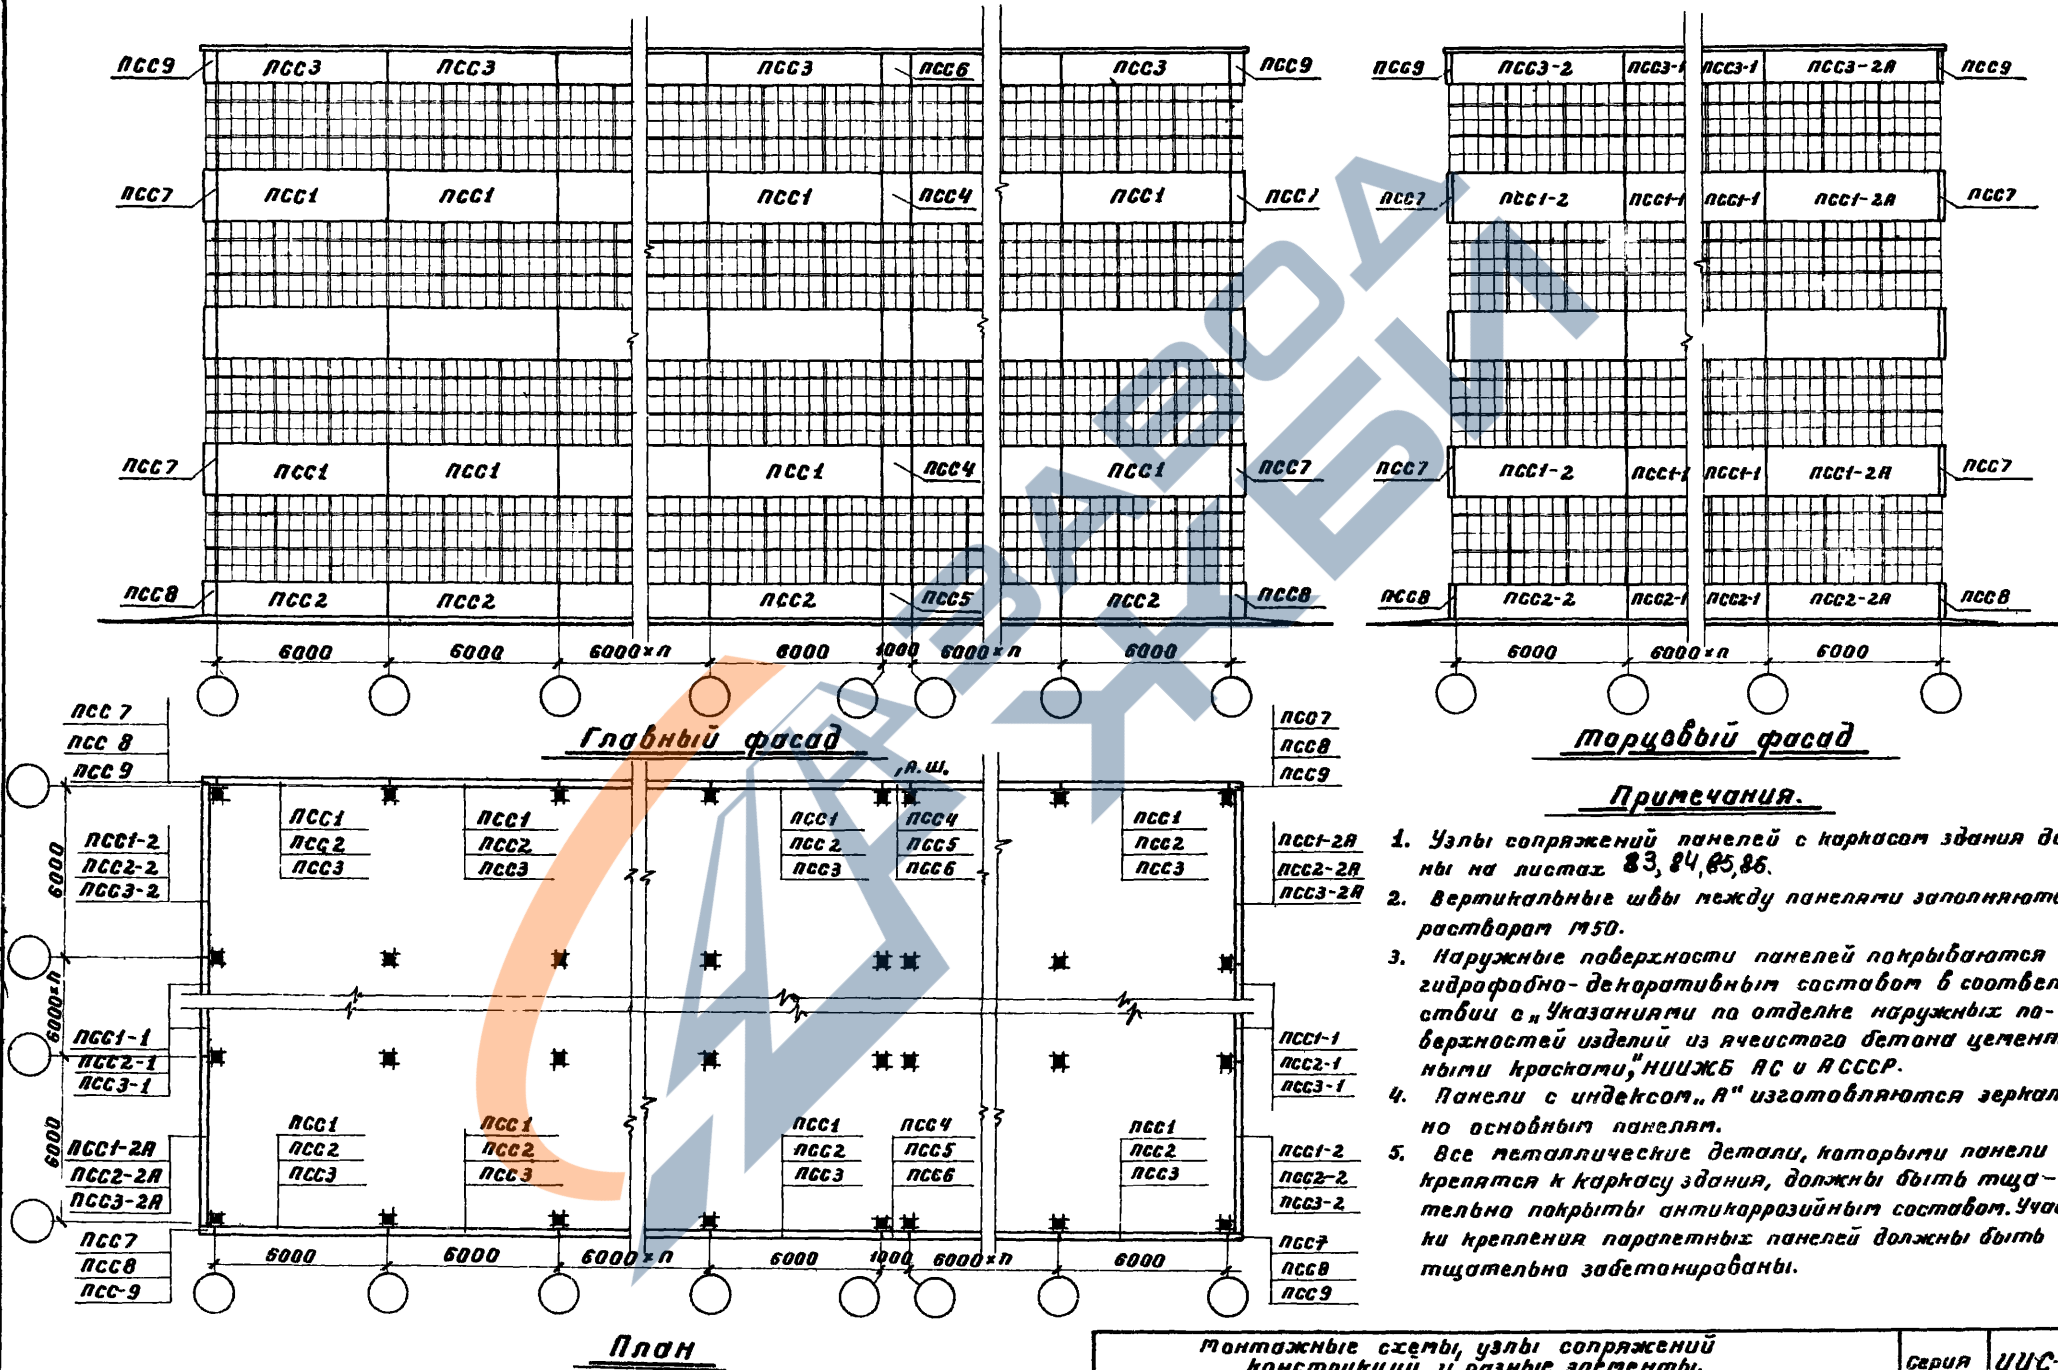 ПСС9 ПСС3 ПСС3 ПСС3 ПСС6 ПСС3 ПСС9
ПСС7 ПСС1 ПСС1 ПСС1 ПСС4 ПСС1 ПСС7
ПСС7 ПСС1 ПСС1 ПСС1 ПСС4 ПСС1 ПСС7
ПСС8 ПСС2 ПСС2 ПСС2 ПСС5 ПСС2 ПСС8
6000 6000 6000×п 6000 1000 6000×п 6000
Главный фасад
ПСС9 ПСС3-2 ПСС3-1 ПСС3-1 ПСС3-2А ПСС9
ПСС7 ПСС1-2 ПСС1-1 ПСС1-1 ПСС1-2А ПСС7
ПСС7 ПСС1-2 ПСС1-1 ПСС1-1 ПСС1-2А ПСС7
ПСС8 ПСС2-2 ПСС2-1 ПСС2-1 ПСС2-2А ПСС8
6000 6000×п 6000
Торцовый фасад
ПСС 7
ПСС 8
ПСС 9
ПСС7
ПСС8
ПСС9
А.Ш.
ПСС1 ПСС1 ПСС1 ПСС4 ПСС1
ПСС2 ПСС2 ПСС2 ПСС5 ПСС2
ПСС3 ПСС3 ПСС3 ПСС6 ПСС3
6000
ПСС1-2
ПСС2-2
ПСС3-2
ПСС1-2А
ПСС2-2А
ПСС3-2А
6000×п
ПСС1-1
ПСС2-1
ПСС3-1
ПСС1-1
ПСС2-1
ПСС3-1
6000
ПСС1-2А
ПСС2-2А
ПСС3-2А
ПСС1 ПСС1 ПСС1 ПСС4 ПСС1
ПСС2 ПСС2 ПСС2 ПСС5 ПСС2
ПСС3 ПСС3 ПСС3 ПСС6 ПСС3
ПСС1-2
ПСС2-2
ПСС3-2
ПСС7
ПСС8
ПСС-9
ПСС7
ПСС8
ПСС9
6000 6000 6000×п 6000 1000 6000×п 6000
План
Примечания.
1. Узлы сопряжений панелей с каркасом здания да
ны на листах 83, 84, 85, 86.
2. Вертикальные швы между панелями заполняютс
раствором М50.
3. Наружные поверхности панелей покрываются
гидрофобно-декоративным составом в соответ
ствии с „Указаниями по отделке наружных по-
верхностей изделий из ячеистого бетона цемент
ными красками," НИИЖБ АС и А СССР.
4. Панели с индексом „А" изготовляются зеркаль
но основным панелям.
5. Все металлические детали, которыми панели
крепятся к каркасу здания, должны быть тща-
тельно покрыты антикоррозийным составом. Учас
ки крепления парапетных панелей должны быть
тщательно забетонированы.
Монтажные схемы, узлы сопряжений
конструкций и разные элементы.
Серия ИИС-
ЗАВОД
ЖБИ